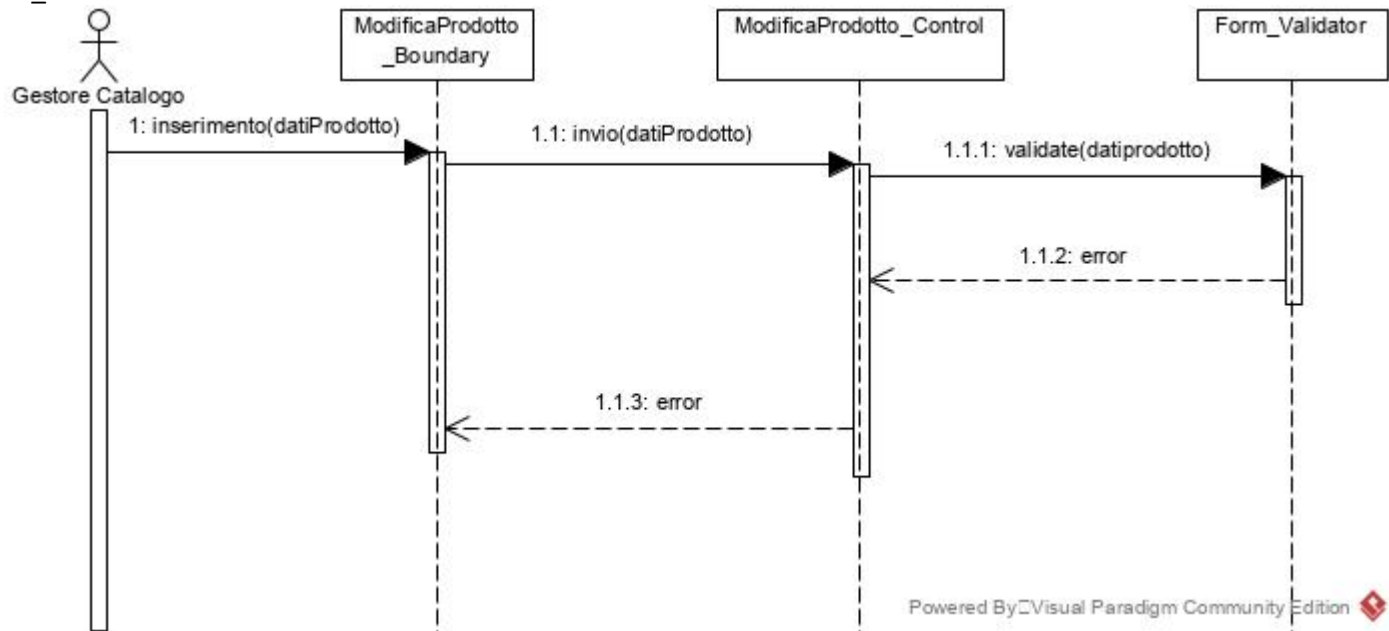 ModificaProdotto
_Boundary
ModificaProdotto_Control
Form_Validator
Gestore Catalogo
1: inserimento(datiProdotto)
1.1: invio(datiProdotto)
1.1.1: validate(datiprodotto)
1.1.2: error
1.1.3: error
Powered By Visual Paradigm Community Edition